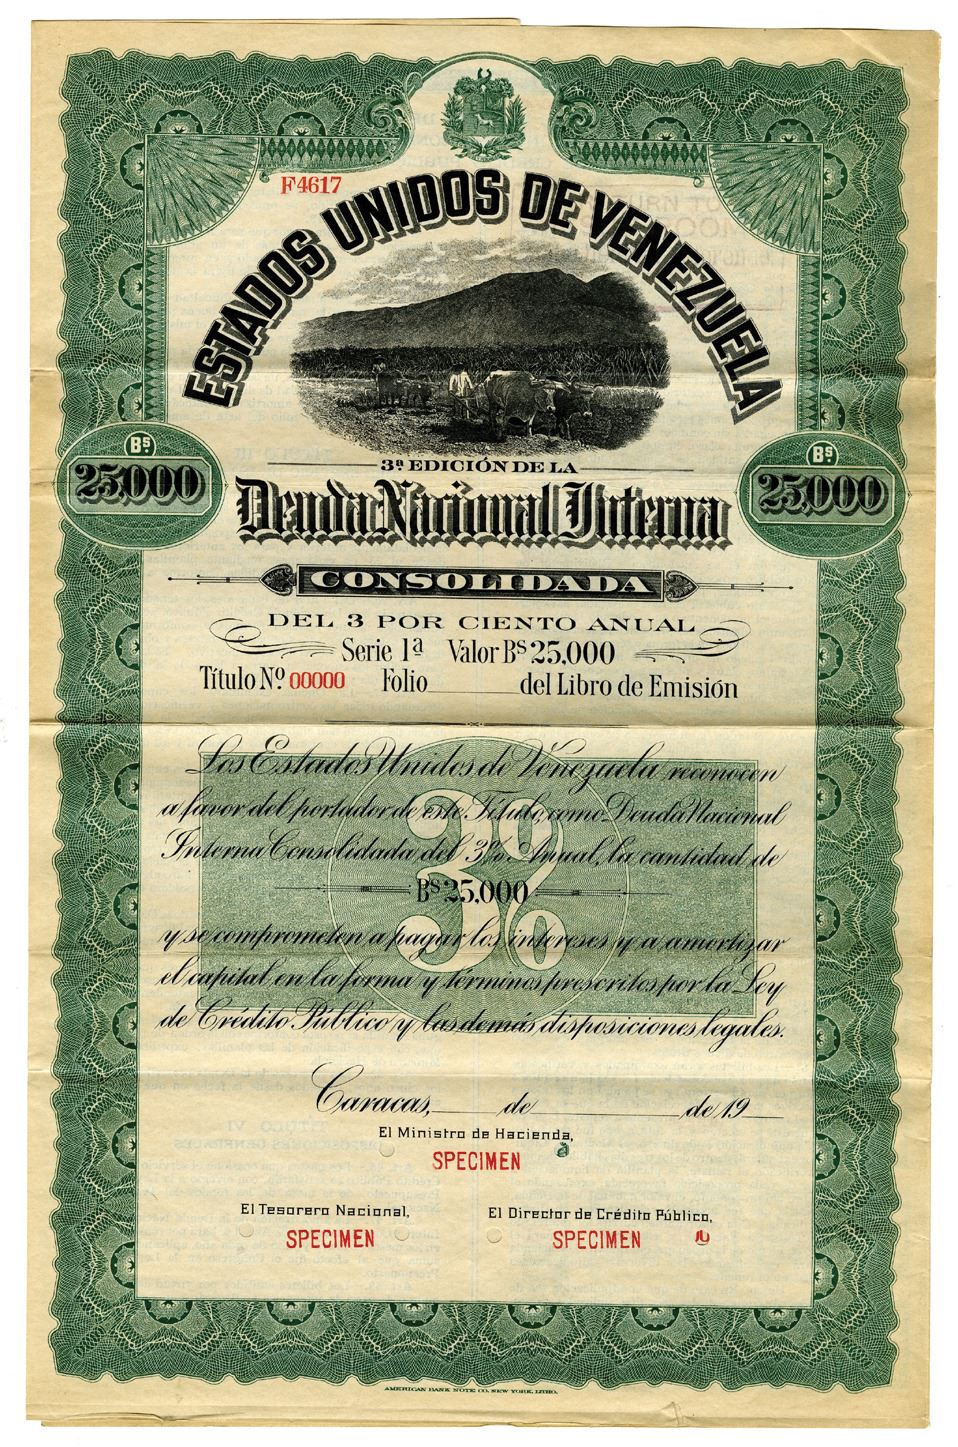 F4617
ESTADOS UNIDOS DE VENEZUELA
Bs. 25,000
Bs. 25,000
3ª EDICIÓN DE LA
Deuda Nacional Interna
CONSOLIDADA
DEL 3 POR CIENTO ANUAL
Serie 1ª Valor Bs 25,000
Título Nº 00000 Folio______del Libro de Emisión
3%
Los Estados Unidos de Venezuela reconocen
a favor del portador de este Título, como Deuda Nacional
Interna Consolidada del 3% Anual, la cantidad de
Bs 25,000
y se comprometen a pagar los intereses y a amortizar
el capital en la forma y términos prescritos por la Ley
de Crédito Público y las demás disposiciones legales.
Caracas,____de__________de 19__
El Ministro de Hacienda,
SPECIMEN
El Tesorero Nacional,
El Director de Crédito Público,
SPECIMEN
SPECIMEN
AMERICAN BANK NOTE CO. NEW YORK, LITHO.